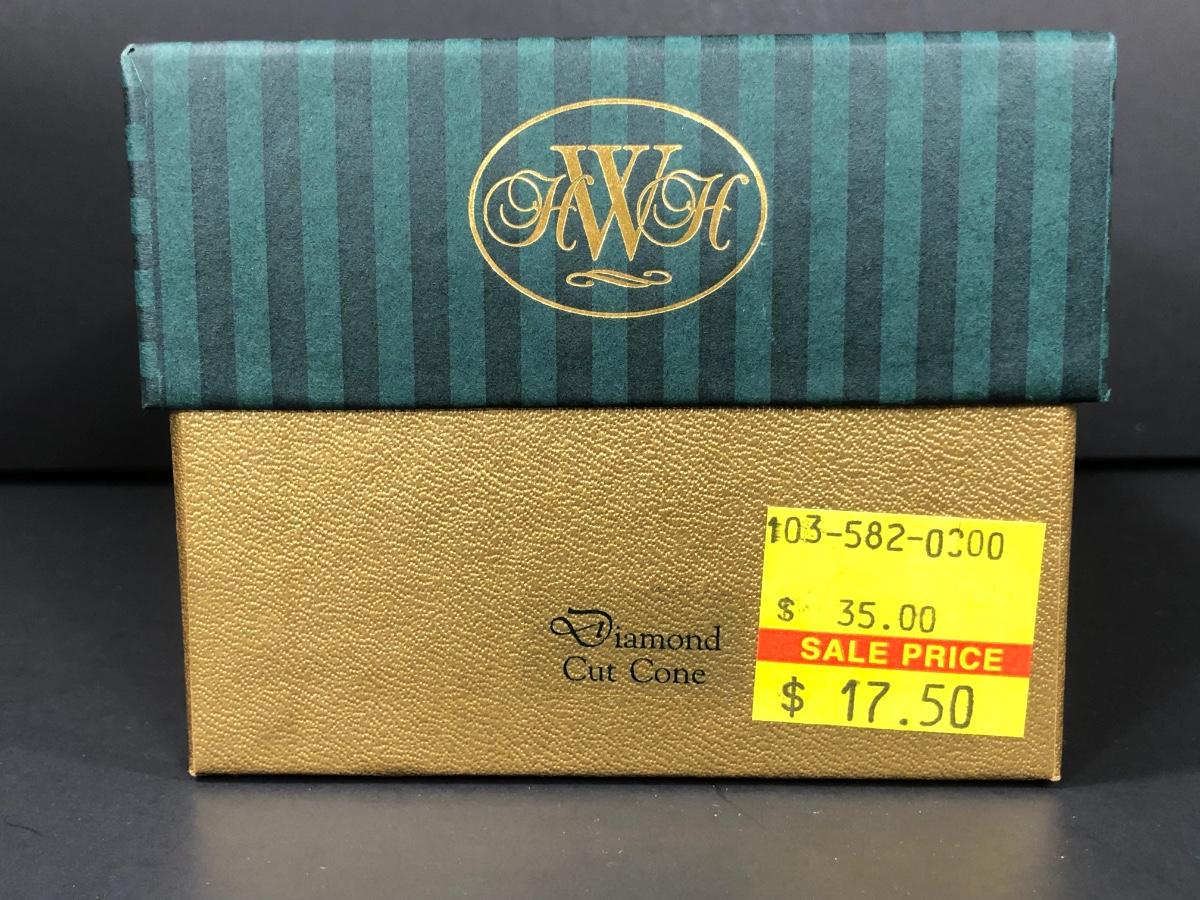 HWH
Diamond
Cut Cone
103-582-0300
$ 35.00
SALE PRICE
$ 17.50